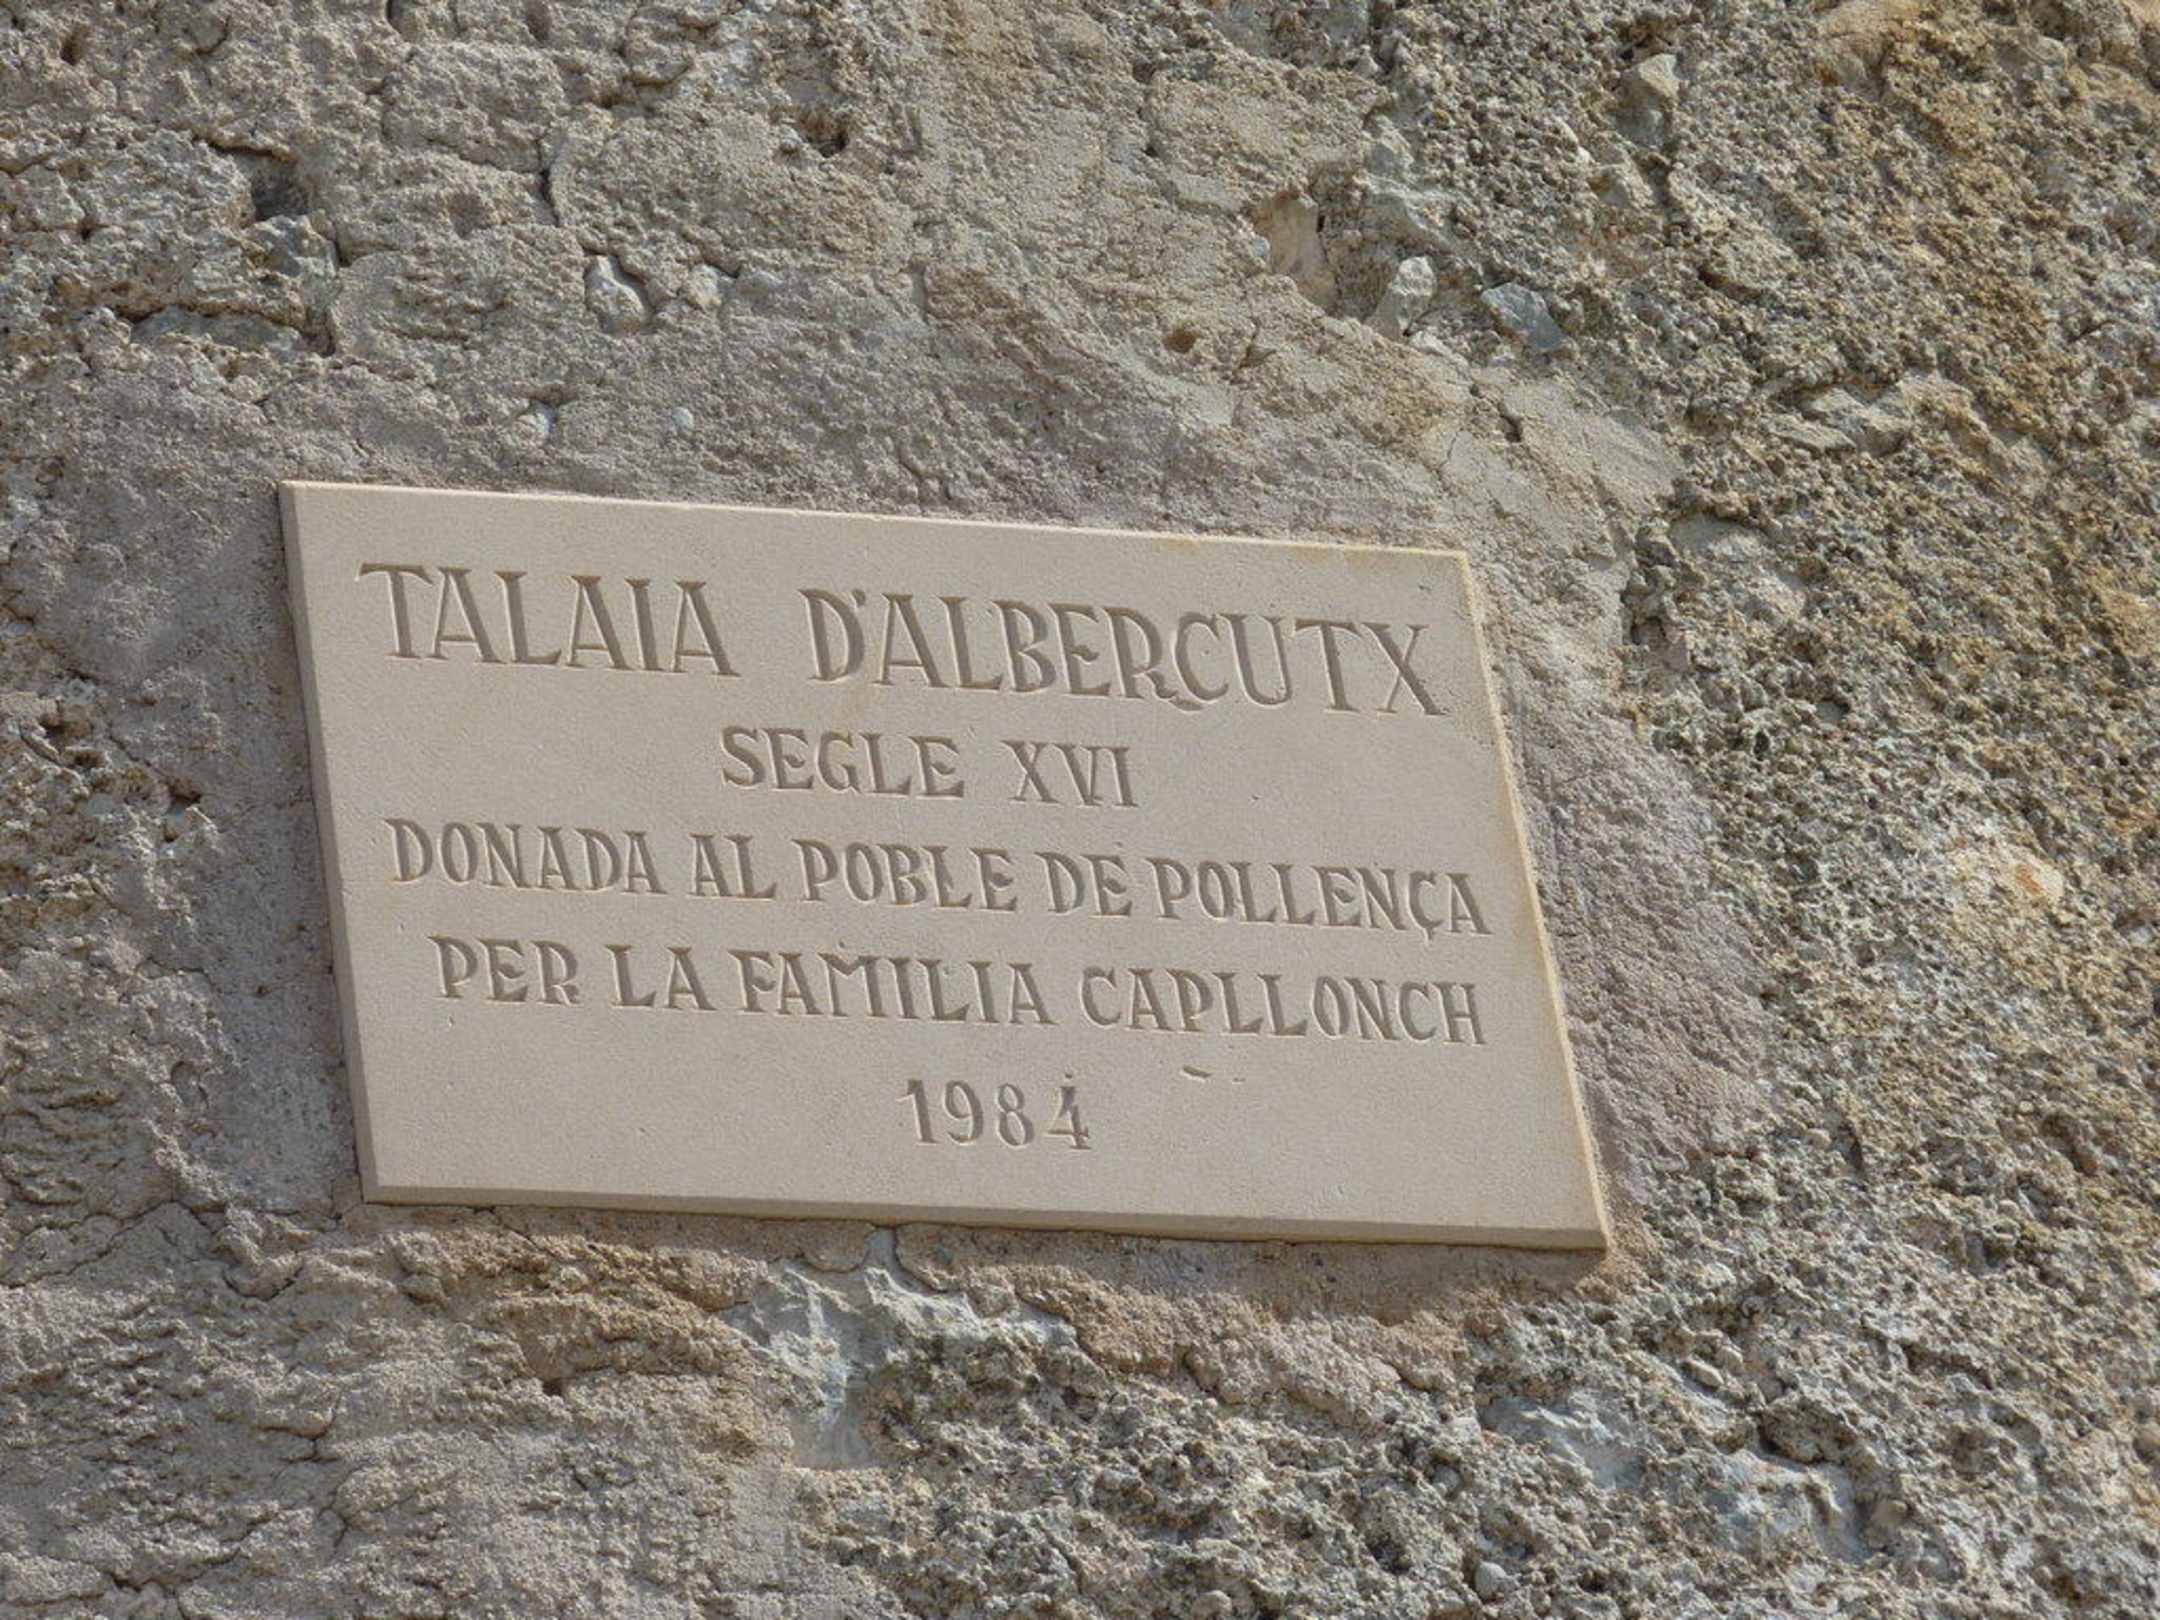 TALAIA D'ALBERCUTX
SEGLE XVI
DONADA AL POBLE DE POLLENÇA
PER LA FAMILIA CAPLLONCH
1984